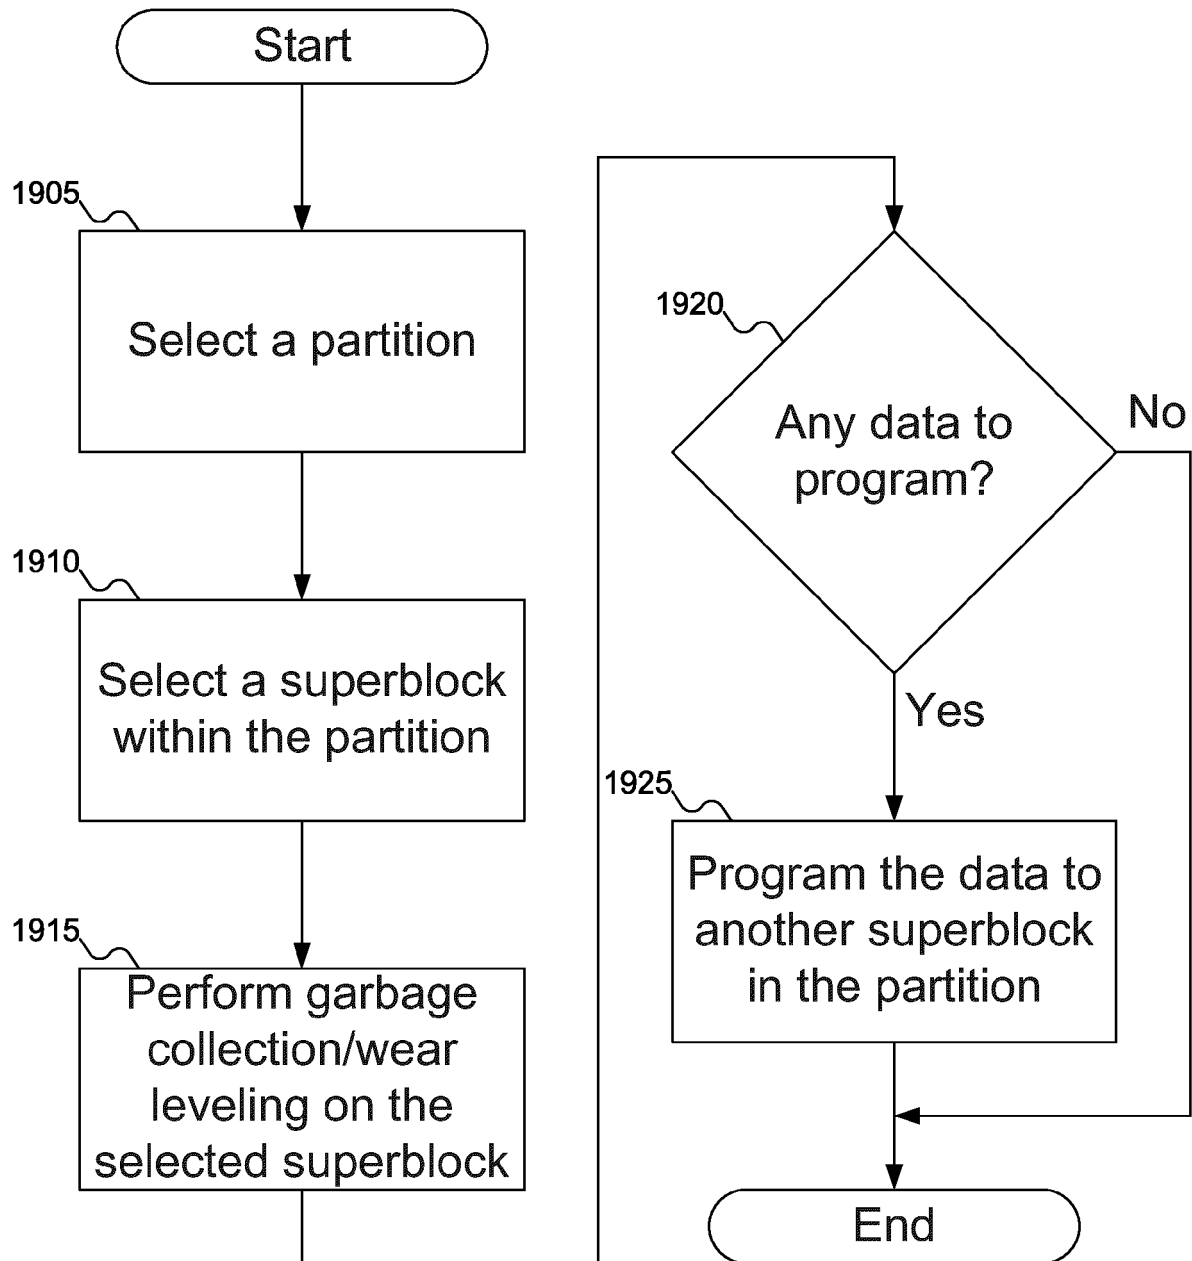 Start
1905
Select a partition
1910
Select a superblock
within the partition
1915
Perform garbage
collection/wear
leveling on the
selected superblock
1920
Any data to
program?
No
Yes
1925
Program the data to
another superblock
in the partition
End